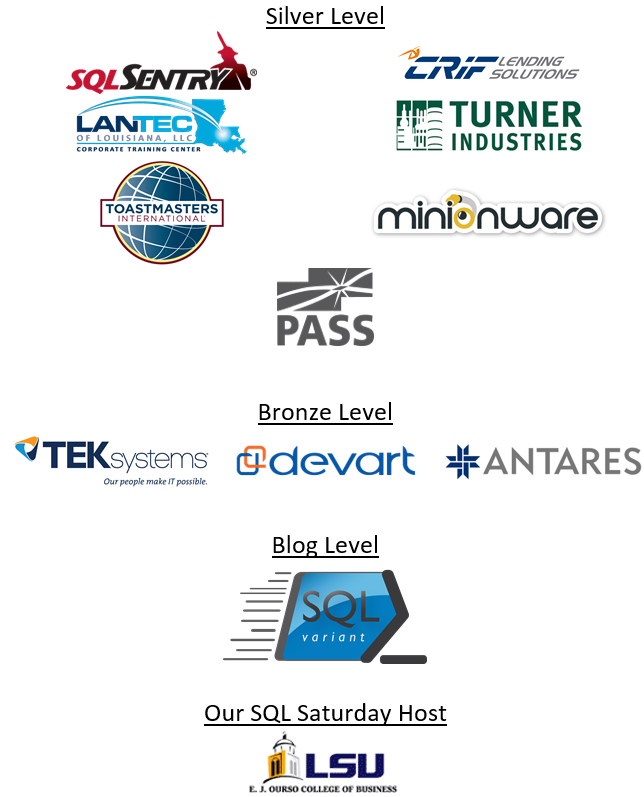 Silver Level
SQLSENTRY®
CRIF LENDING
SOLUTIONS
LANTEC
OF LOUISIANA, LLC
CORPORATE TRAINING CENTER
TURNER
INDUSTRIES
TOASTMASTERS
INTERNATIONAL
minionware
PASS
Bronze Level
TEKsystems
Our people make IT possible.
devart
ANTARES
Blog Level
SQL
variant
Our SQL Saturday Host
LSU
E. J. OURSO COLLEGE OF BUSINESS